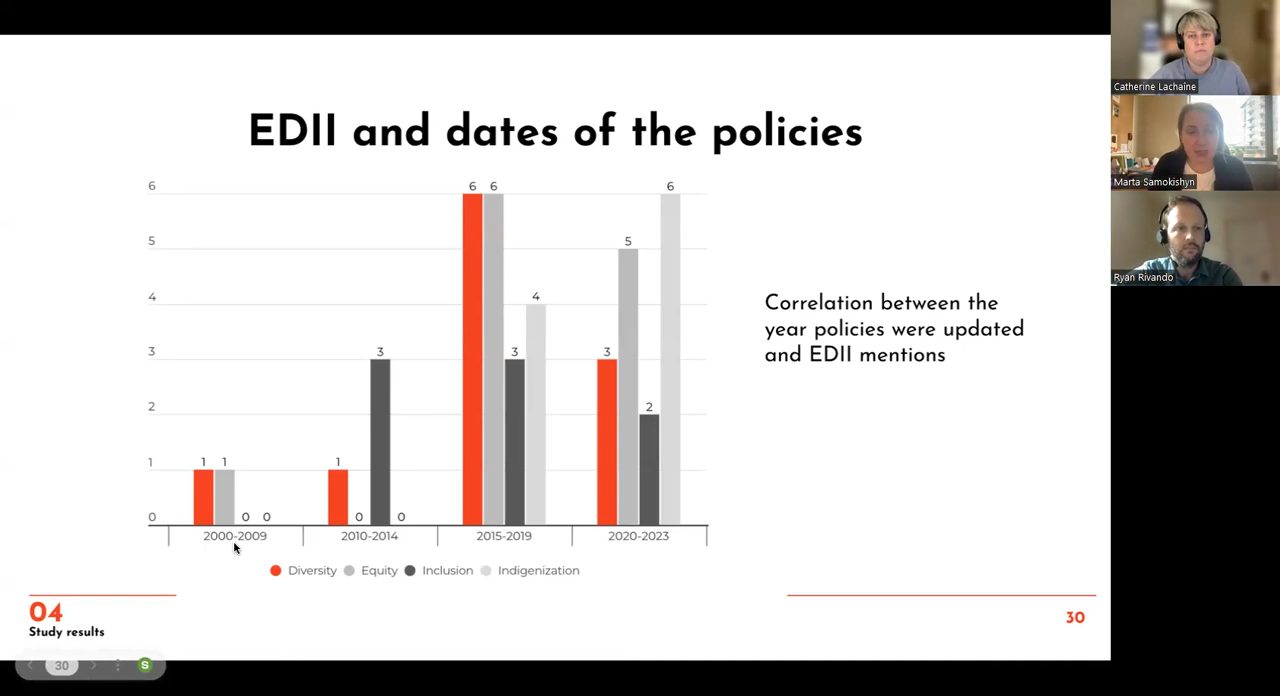 EDII and dates of the policies
6
5
4
3
2
1
0
1 1 0 0
1 0 3 0
6 6 3 4
3 5 2 6
2000-2009 2010-2014 2015-2019 2020-2023
Diversity Equity Inclusion Indigenization
Correlation between the
year policies were updated
and EDII mentions
04
Study results
30
30
S
Catherine Lachaine
Marta Samokishyn
Ryan Rivando